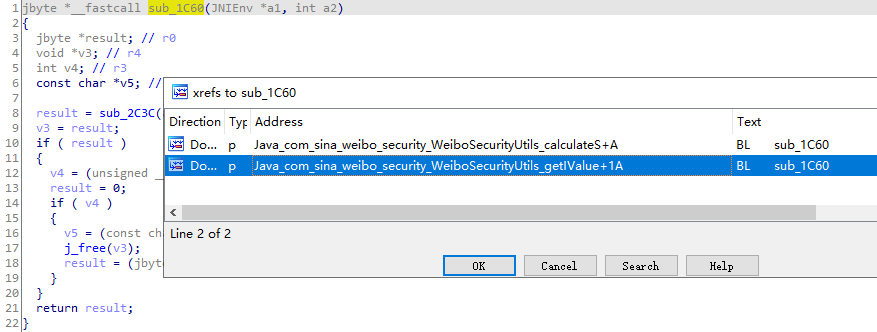 1 jbyte *__fastcall sub_1C60(JNIEnv *a1, int a2)
2 {
3 jbyte *result; // r0
4 void *v3; // r4
5 int v4; // r3
6 const char *v5; //
7
8 result = sub_2C3C(
9 v3 = result;
10 if ( result )
11 {
12 v4 = (unsigned _
13 result = 0;
14 if ( v4 )
15 {
16 v5 = (const cha
17 j_free(v3);
18 result = (jbyt
19 }
20 }
21 return result;
22 }
xrefs to sub_1C60
Direction Typ Address Text
Do... p Java_com_sina_weibo_security_WeiboSecurityUtils_calculateS+A BL sub_1C60
Do... p Java_com_sina_weibo_security_WeiboSecurityUtils_getIValue+1A BL sub_1C60
Line 2 of 2
OK Cancel Search Help